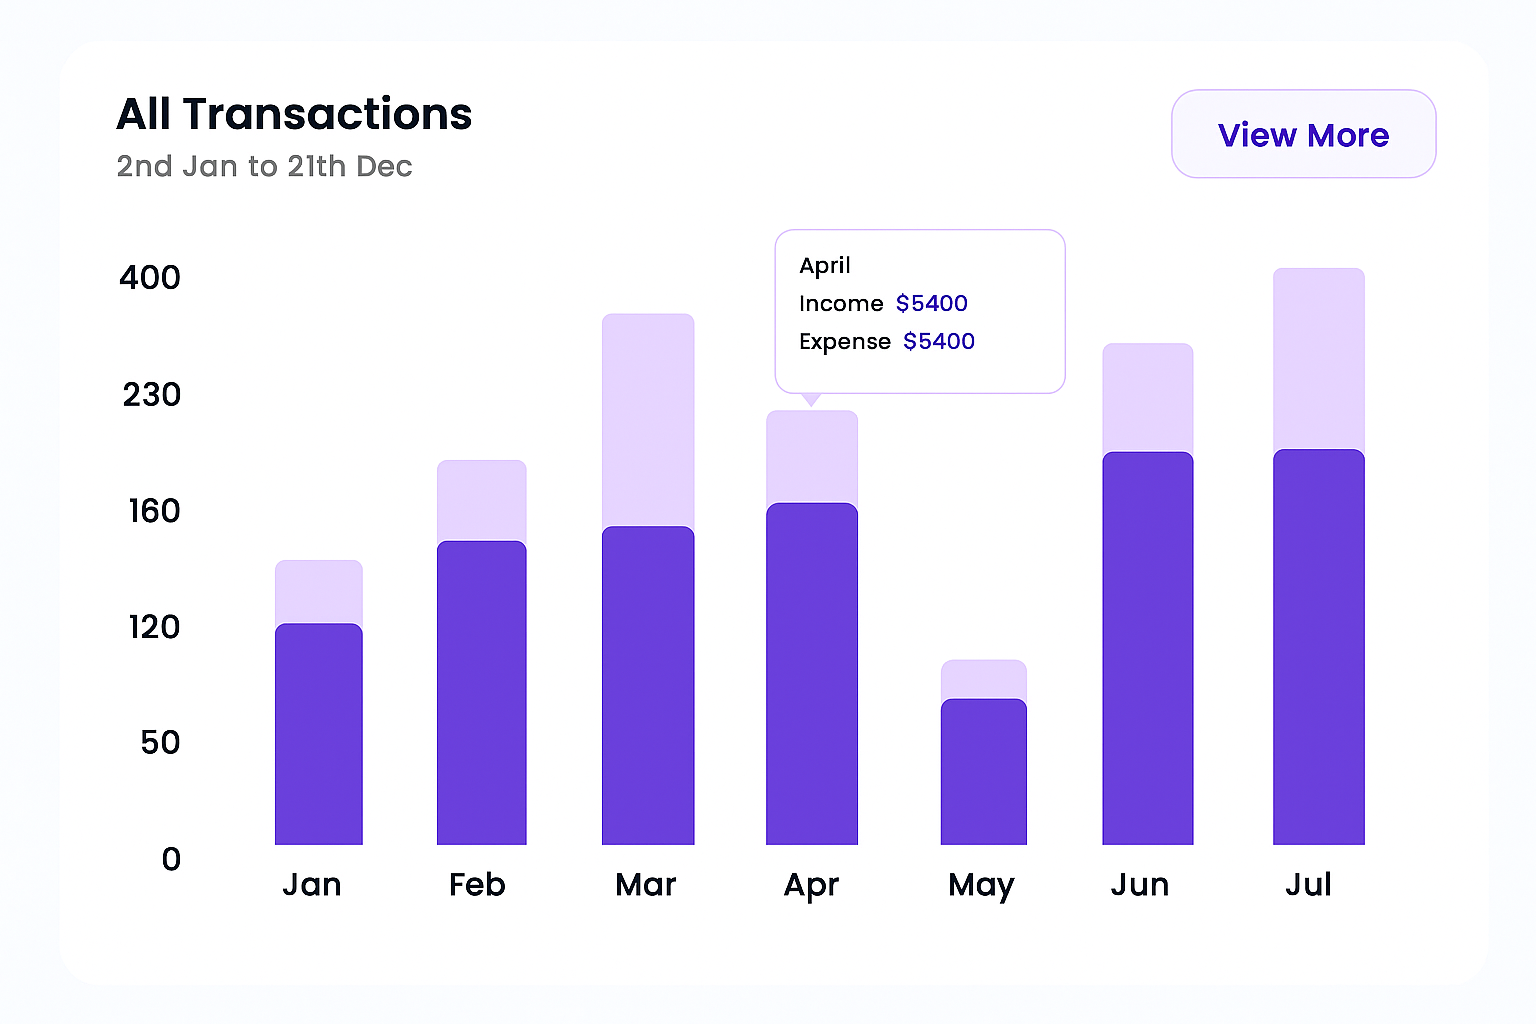 All Transactions
2nd Jan to 21th Dec
View More
400
230
160
120
50
0
April
Income $5400
Expense $5400
Jan
Feb
Mar
Apr
May
Jun
Jul